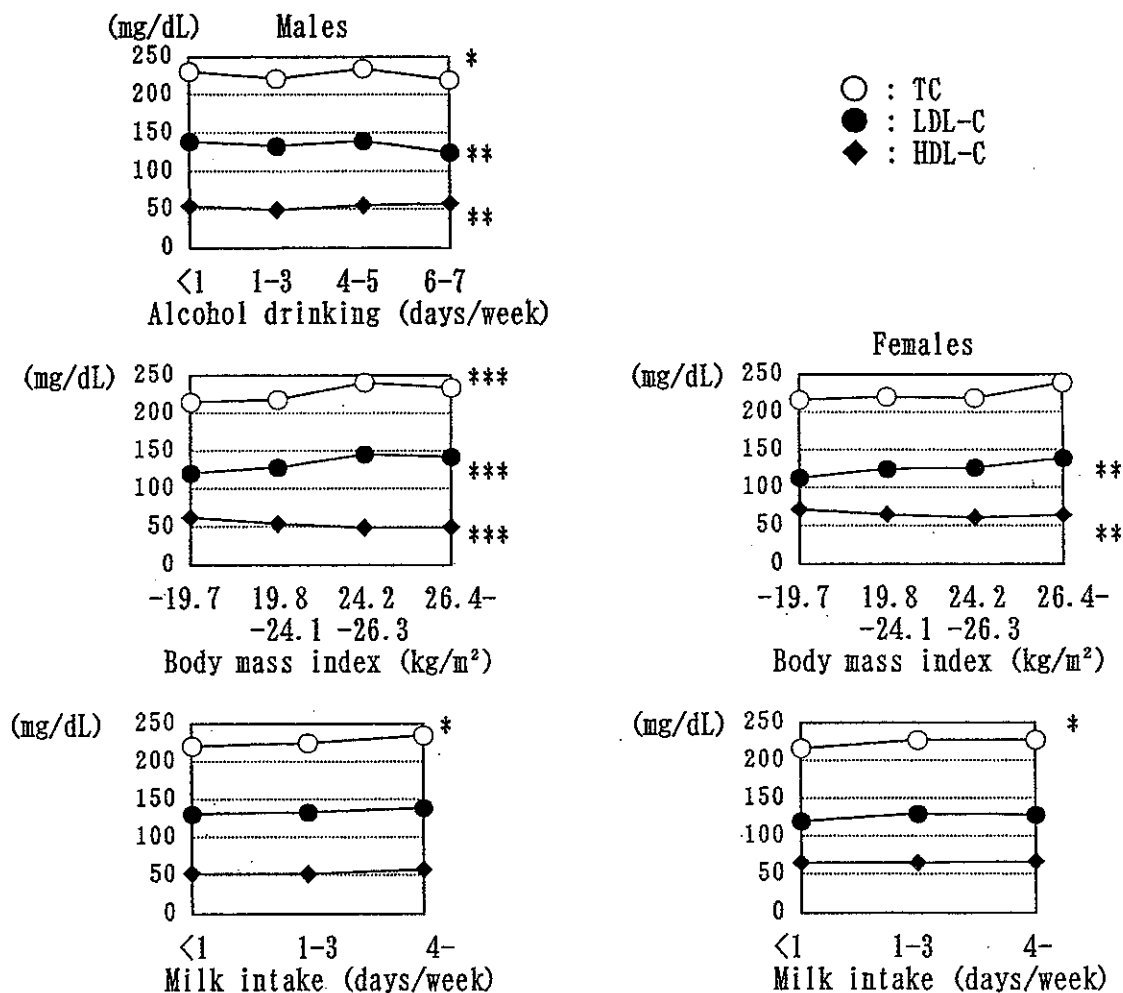 (mg/dL) Males
250
200
150
100
50
0
*
**
**
<1 1-3 4-5 6-7
Alcohol drinking (days/week)
○ : TC
● : LDL-C
◆ : HDL-C
(mg/dL)
250
200
150
100
50
0
***
***
***
-19.7 19.8 24.2 26.4-
-24.1 -26.3
Body mass index (kg/m²)
Females
(mg/dL)
250
200
150
100
50
0
**
**
-19.7 19.8 24.2 26.4-
-24.1 -26.3
Body mass index (kg/m²)
(mg/dL)
250
200
150
100
50
0
*
<1 1-3 4-
Milk intake (days/week)
(mg/dL)
250
200
150
100
50
0
*
<1 1-3 4-
Milk intake (days/week)